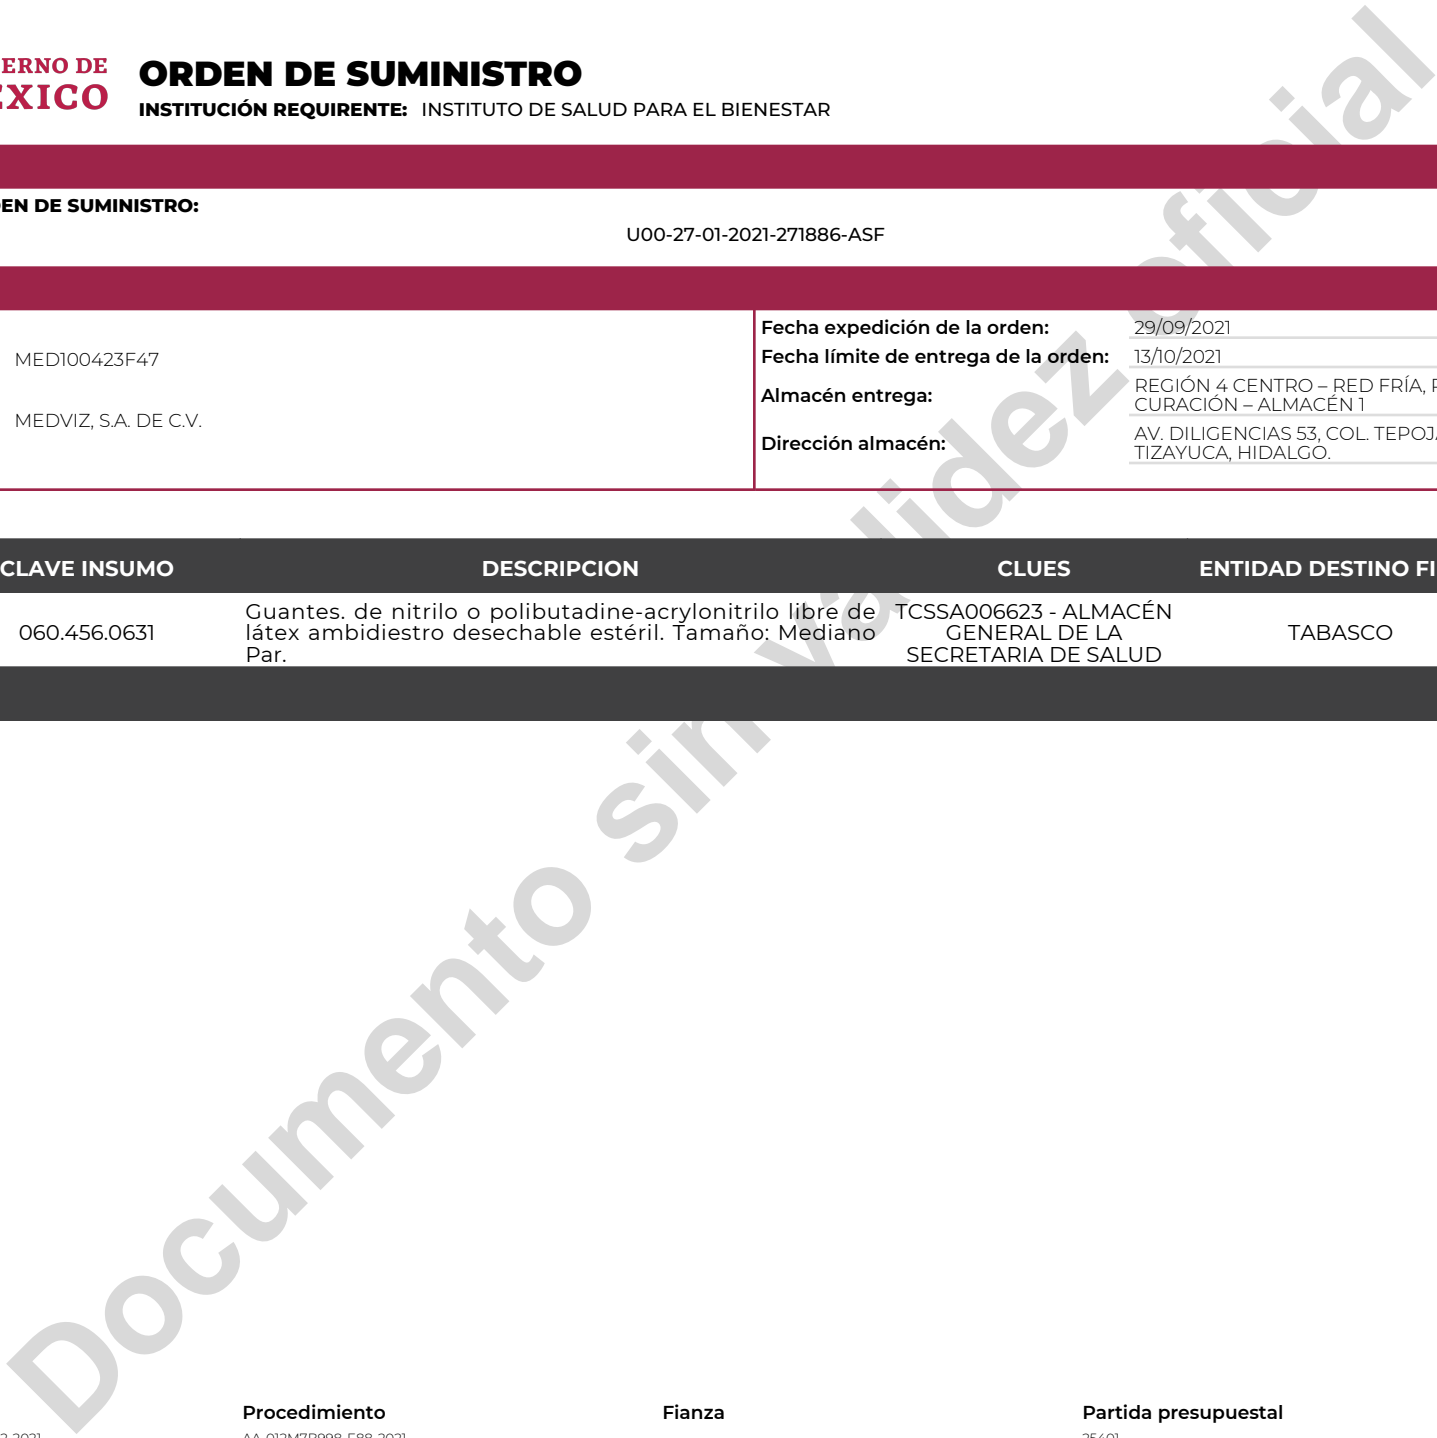 ERNO DE
EXICO
ORDEN DE SUMINISTRO
INSTITUCIÓN REQUIRENTE: INSTITUTO DE SALUD PARA EL BIENESTAR
EN DE SUMINISTRO:
U00-27-01-2021-271886-ASF
MED100423F47
MEDVIZ, S.A. DE C.V.
Fecha expedición de la orden: 29/09/2021
Fecha límite de entrega de la orden: 13/10/2021
Almacén entrega: REGIÓN 4 CENTRO – RED FRÍA,
CURACIÓN – ALMACÉN 1
Dirección almacén: AV. DILIGENCIAS 53, COL. TEPOJ
TIZAYUCA, HIDALGO.
CLAVE INSUMO DESCRIPCION CLUES ENTIDAD DESTINO FI
060.456.0631
Guantes. de nitrilo o polibutadine-acrylonitrilo libre de
látex ambidiestro desechable estéril. Tamaño: Mediano
Par.
TCSSA006623 - ALMACÉN
GENERAL DE LA
SECRETARIA DE SALUD
TABASCO
Documento sin validez oficial
Procedimiento Fianza Partida presupuestal